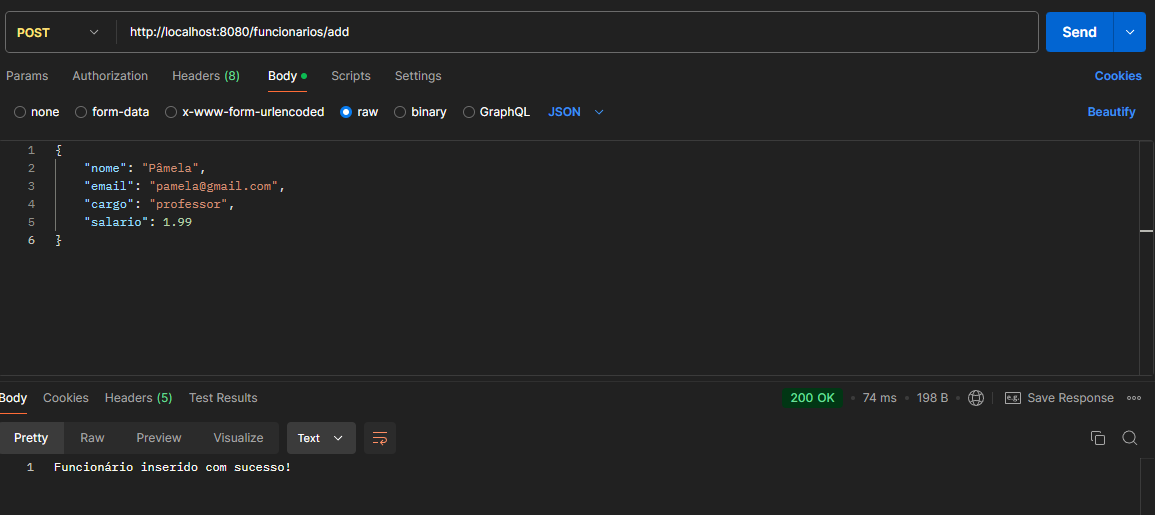 POST http://localhost:8080/funcionarios/add Send
Params Authorization Headers (8) Body Scripts Settings Cookies
none form-data x-www-form-urlencoded raw binary GraphQL JSON Beautify
1 {
2 "nome": "Pâmela",
3 "email": "pamela@gmail.com",
4 "cargo": "professor",
5 "salario": 1.99
6 }
Body Cookies Headers (5) Test Results 200 OK 74 ms 198 B e.g. Save Response
Pretty Raw Preview Visualize Text
1 Funcionário inserido com sucesso!